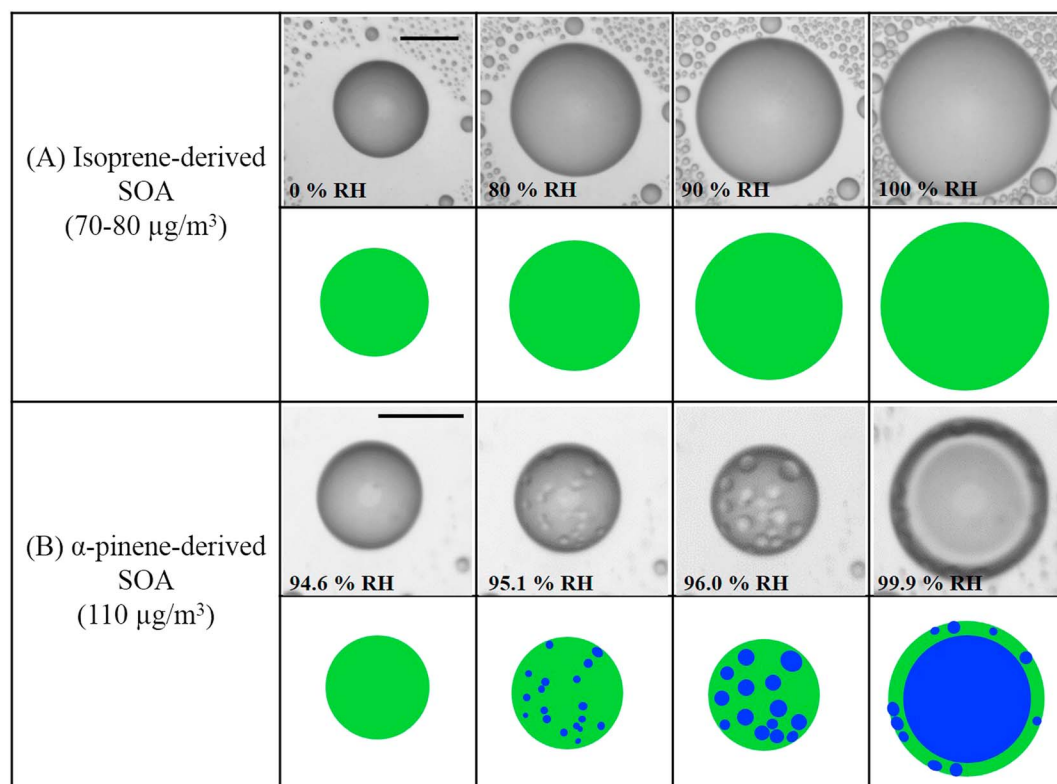 (A) Isoprene-derived
SOA
(70-80 µg/m³)
0 % RH
80 % RH
90 % RH
100 % RH
(B) α-pinene-derived
SOA
(110 µg/m³)
94.6 % RH
95.1 % RH
96.0 % RH
99.9 % RH